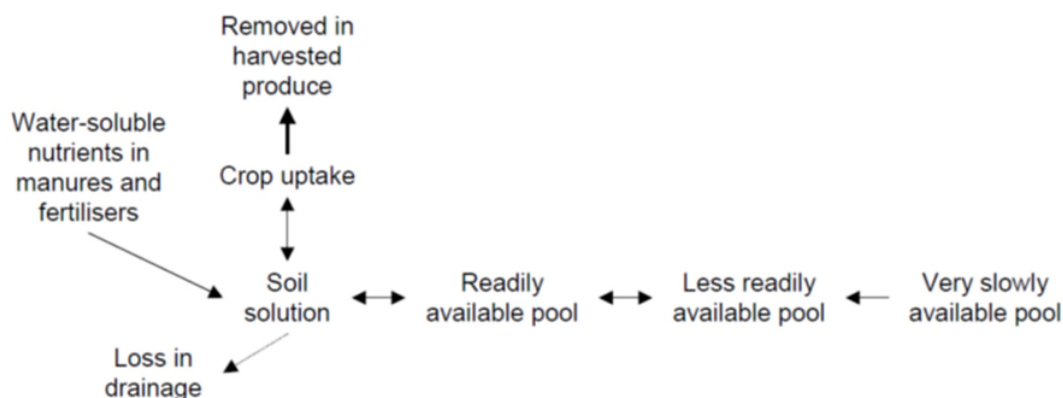 Removed in
harvested
produce
Water-soluble
nutrients in
manures and
fertilisers
Crop uptake
Soil
solution
Readily
available pool
Less readily
available pool
Very slowly
available pool
Loss in
drainage